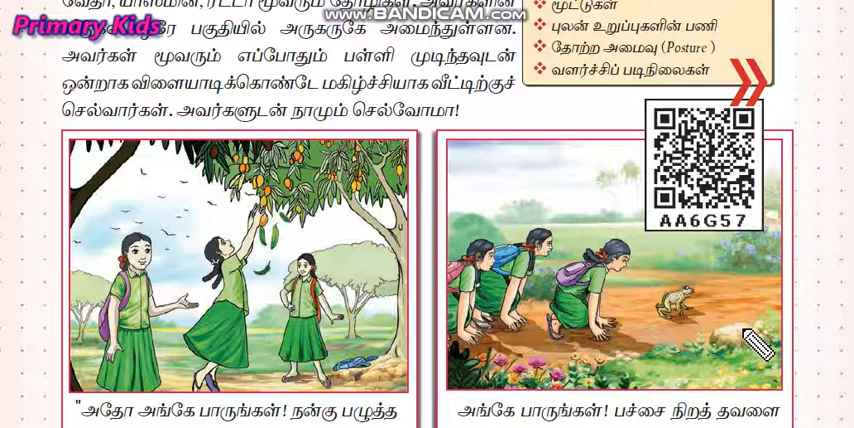 www.BANDICAM.com
Primary Kids
மூவரும் தோழிகள். அவர்களின்
பகுதியில் அருகருகே அமைந்துள்ளன.
அவர்கள் மூவரும் எப்போதும் பள்ளி முடிந்தவுடன்
ஒன்றாக விளையாடிக்கொண்டே மகிழ்ச்சியாக வீட்டிற்குச்
செல்வார்கள். அவர்களுடன் நாமும் செல்வோமா!
❖ மூட்டுகள்
❖ புலன் உறுப்புகளின் பணி
❖ தோற்ற அமைவு (Posture)
❖ வளர்ச்சிப் படிநிலைகள்
AA6G57
"அதோ அங்கே பாருங்கள்! நன்கு பழுத்த
அங்கே பாருங்கள்! பச்சை நிறத் தவளை